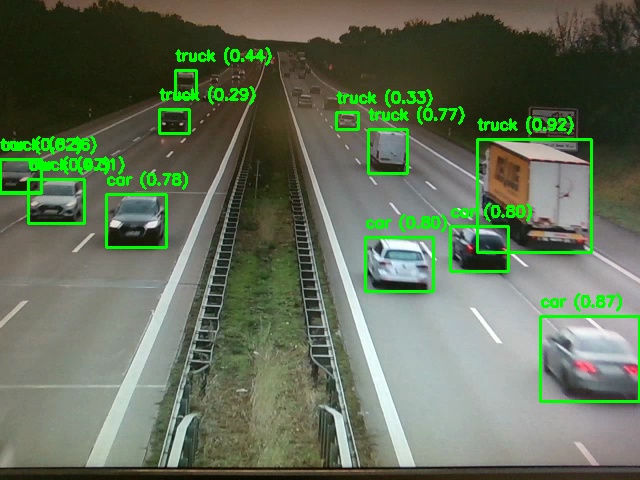 truck (0.44)
truck (0.29)
truck (0.33)
truck (0.77)
truck (0.92)
car (0.78)
car (0.80)
car (0.80)
car (0.87)